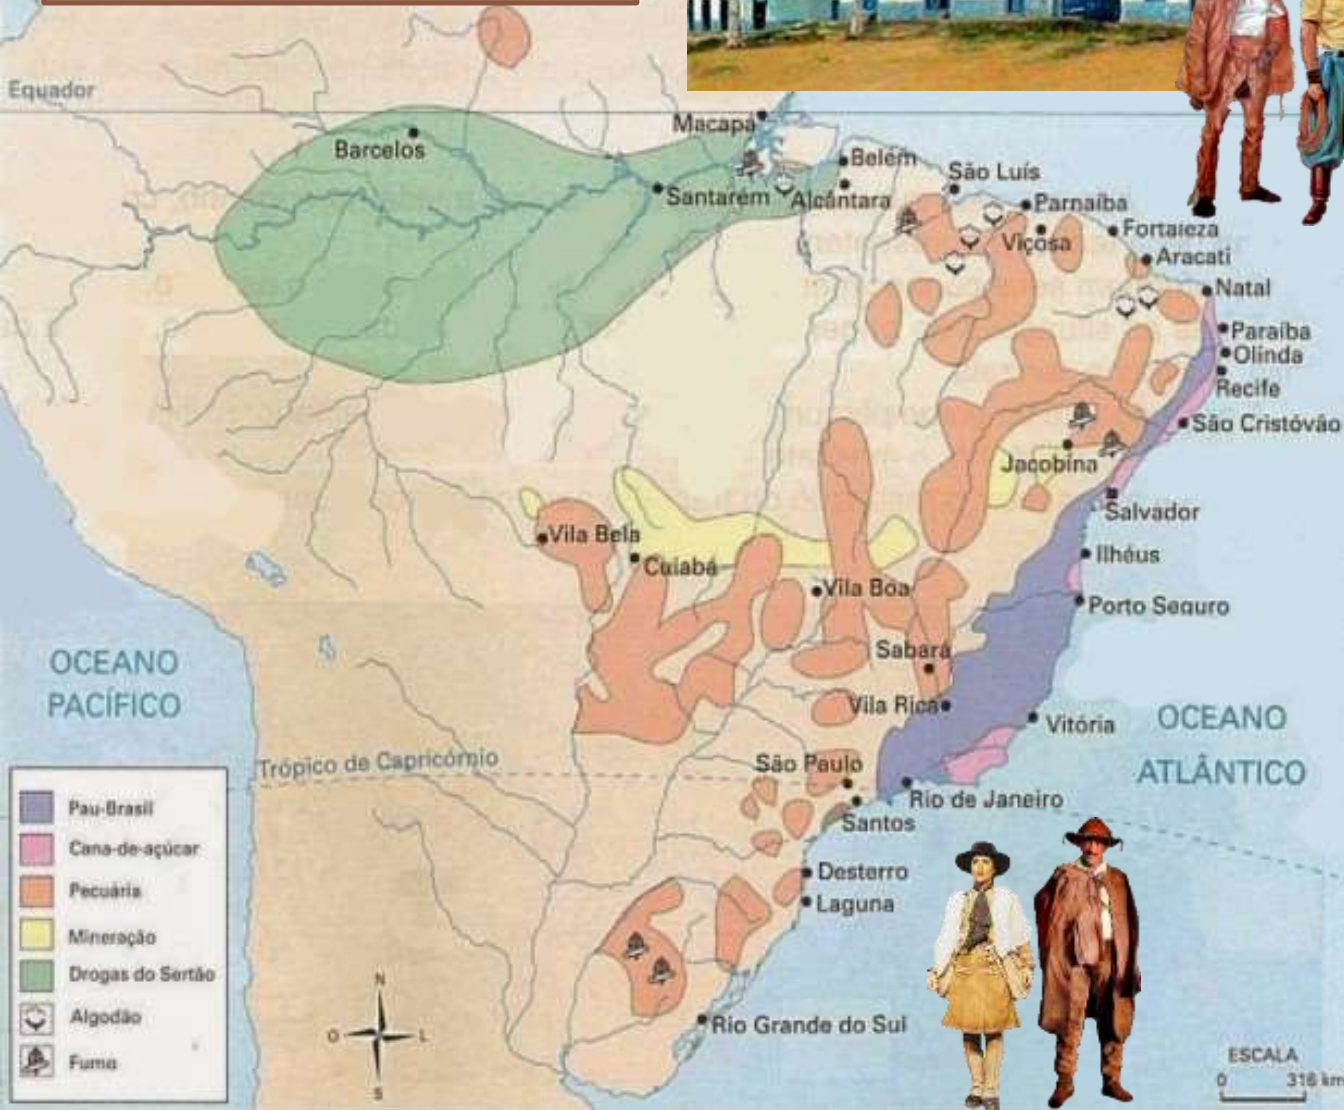 Equador
Macapá
Barcelos
Belém
São Luís
Santarém
Alcântara
Parnaíba
Viçosa
Fortaleza
Aracati
Natal
Paraíba
Olinda
Recife
São Cristóvão
Jacobina
Salvador
Vila Bela
Ilhéus
Cuiabá
Vila Boa
Porto Seguro
Sabará
OCEANO
PACÍFICO
Vila Rica
Vitória
OCEANO
ATLÂNTICO
Trópico de Capricórnio
São Paulo
Rio de Janeiro
Santos
Desterro
Laguna
Rio Grande do Sul
Pau-Brasil
Cana-de-açúcar
Pecuária
Mineração
Drogas do Sertão
Algodão
Fumo
N
O
L
S
ESCALA
0 316 km